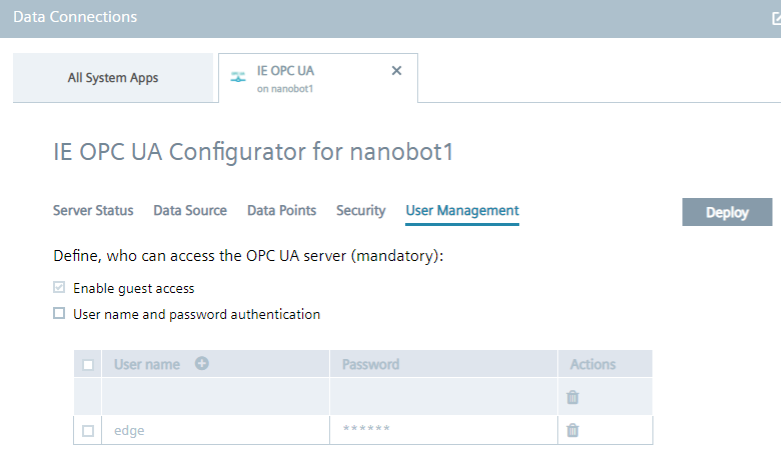 Data Connections
All System Apps
IE OPC UA
on nanobot1
IE OPC UA Configurator for nanobot1
Server Status Data Source Data Points Security User Management Deploy
Define, who can access the OPC UA server (mandatory):
Enable guest access
User name and password authentication
User name Password Actions
edge ******